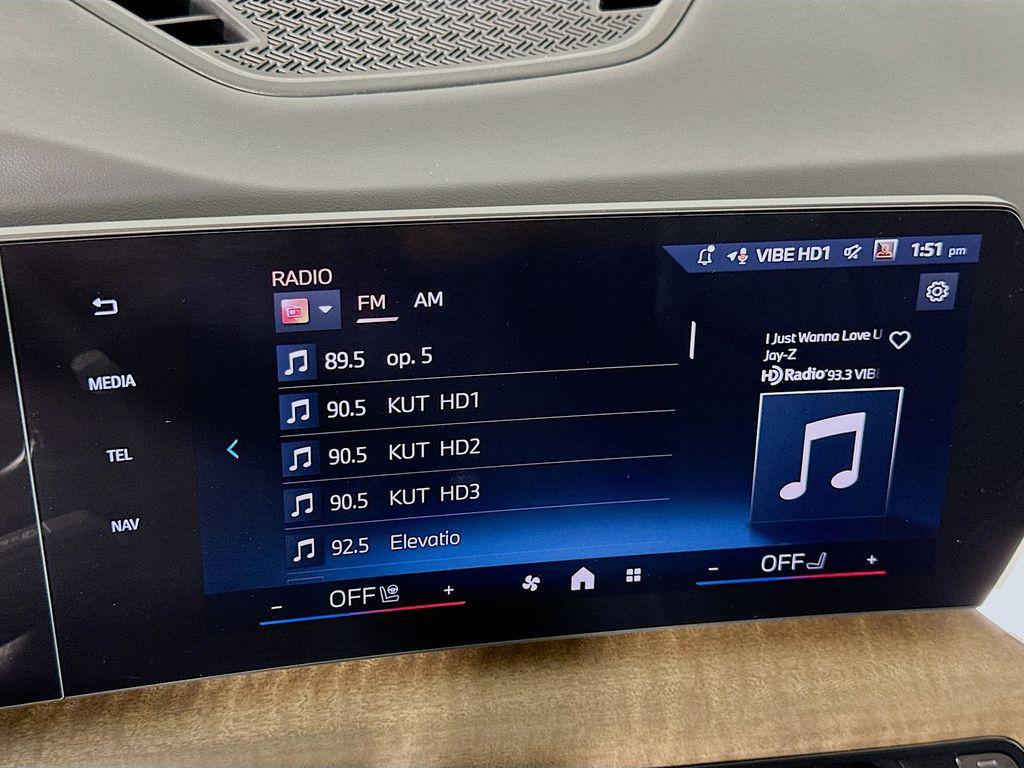 VIBE HD1 1:51 pm
RADIO
FM AM
MEDIA
TEL
NAV
89.5 op. 5
90.5 KUT HD1
90.5 KUT HD2
90.5 KUT HD3
92.5 Elevatio
I Just Wanna Love U
Jay-Z
HD Radio 93.3 VIBE
- OFF +
- OFF +